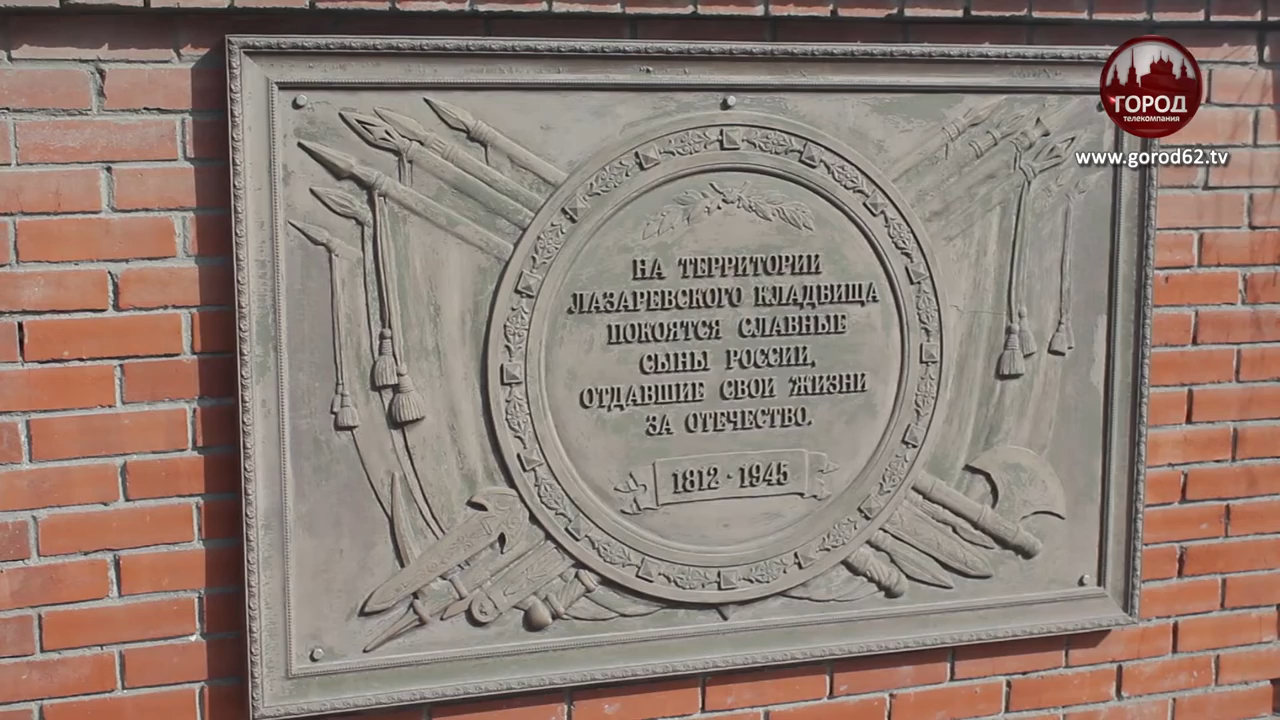 НА ТЕРРИТОРИИ
ЛАЗАРЕВСКОГО КЛАДБИЩА
ПОКОЯТСЯ СЛАВНЫЕ
СЫНЫ РОССИИ,
ОТДАВШИЕ СВОИ ЖИЗНИ
ЗА ОТЕЧЕСТВО.
1812 · 1945
ГОРОД
телекомпания
www.gorod62.tv